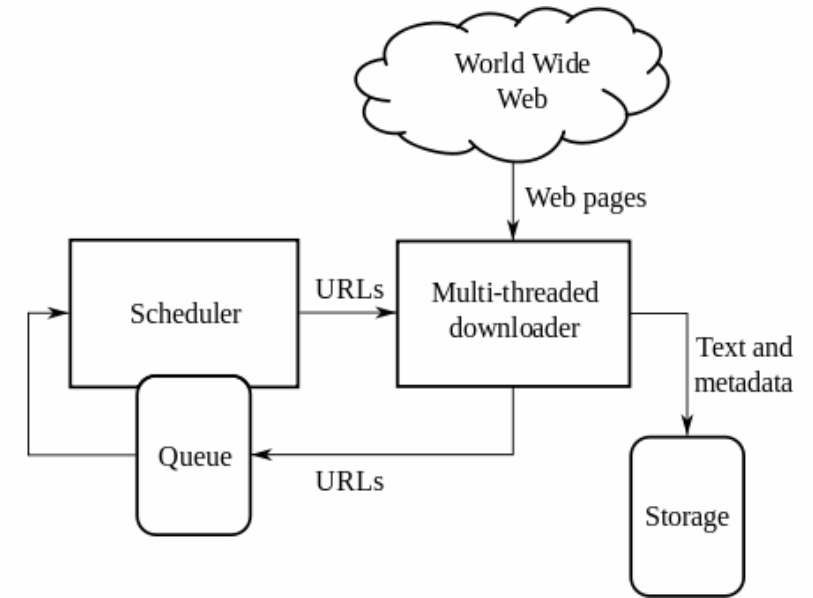 World Wide
Web
Web pages
Scheduler
URLs
Multi-threaded
downloader
Text and
metadata
Queue
URLs
Storage